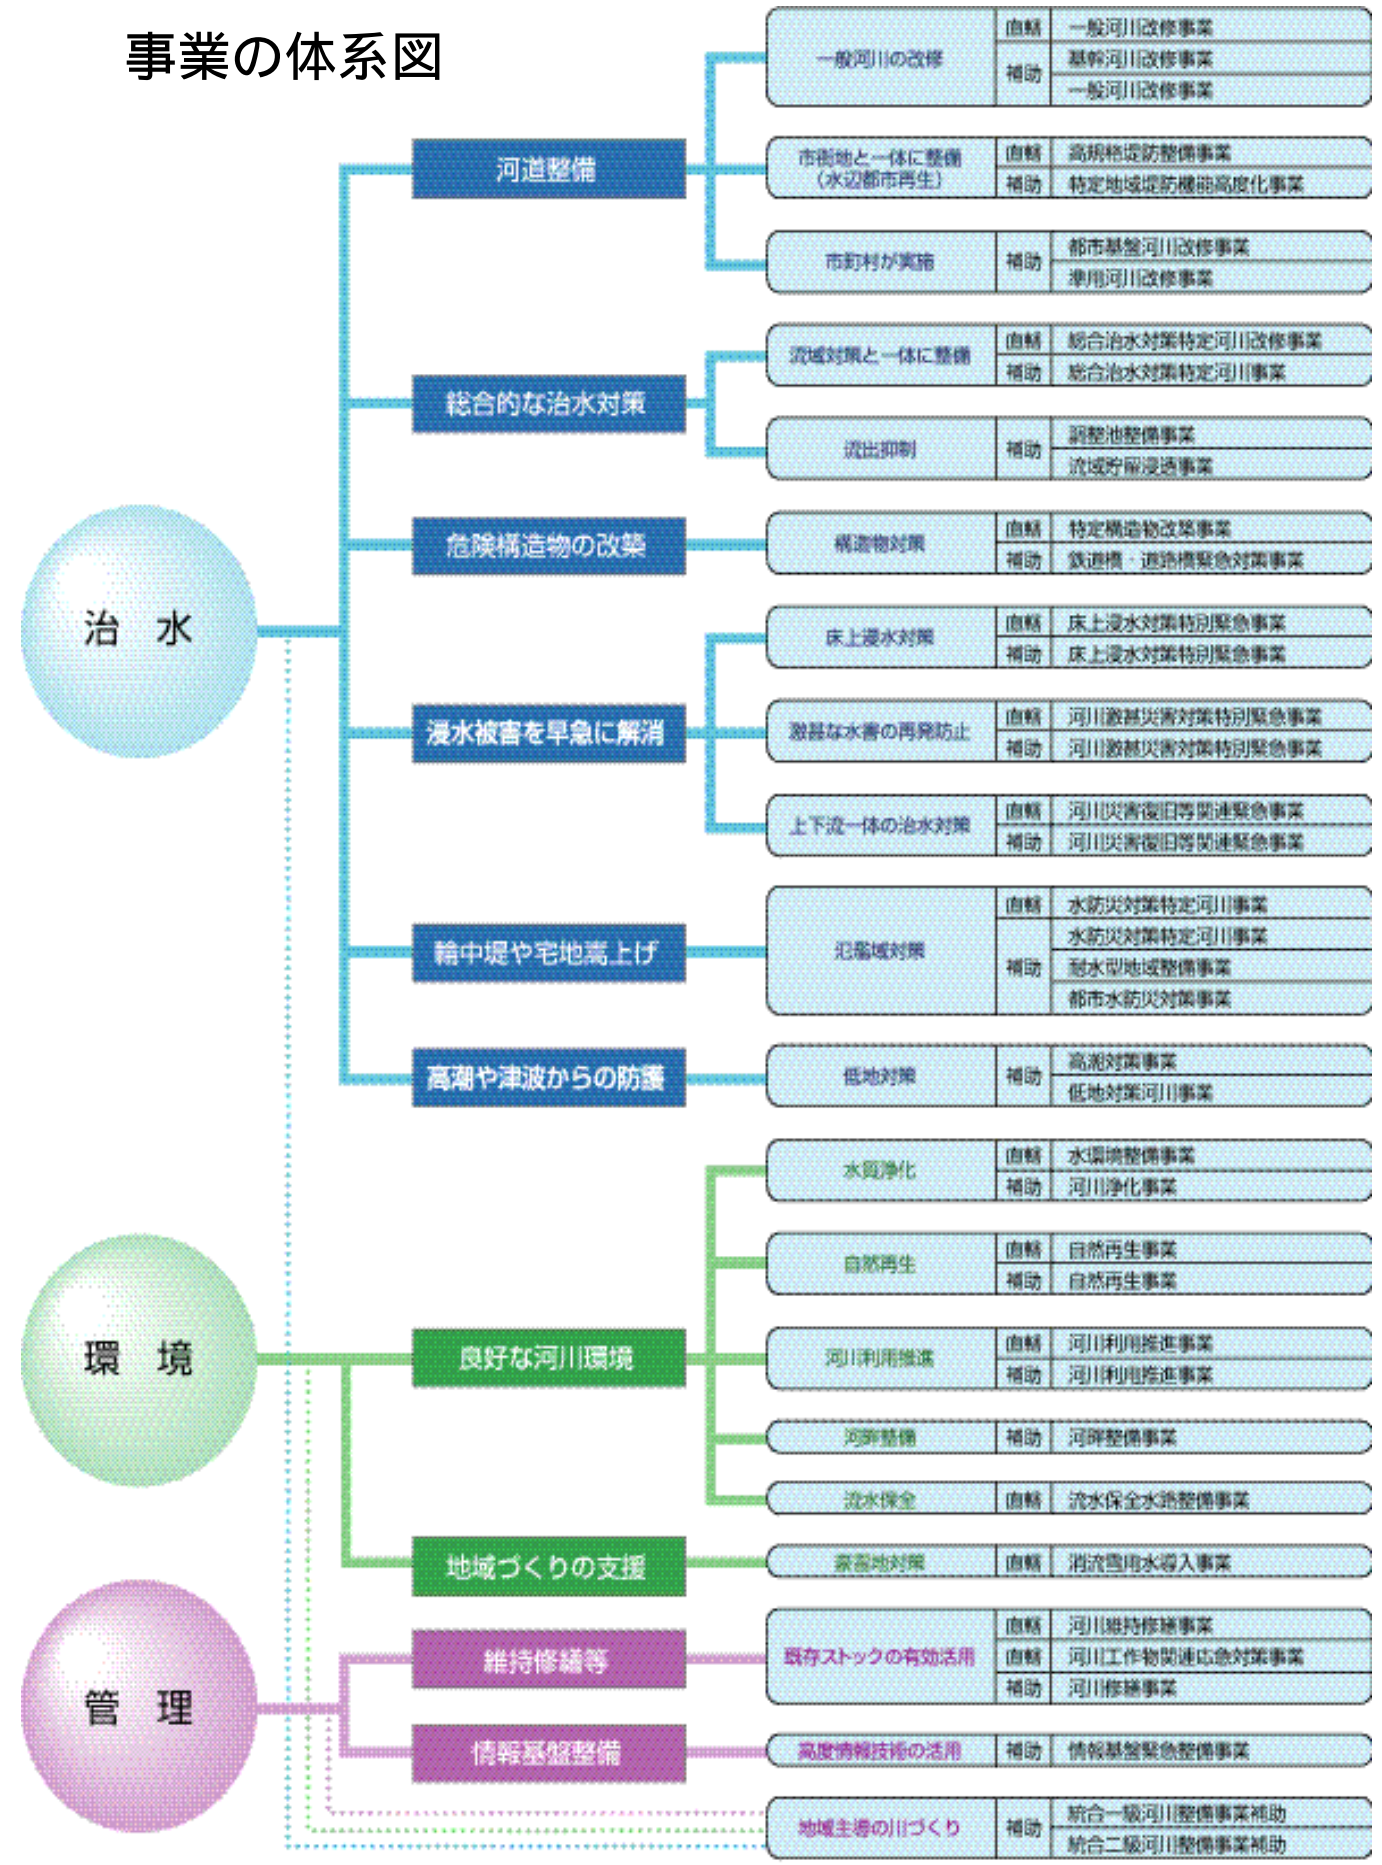 事業の体系図
治 水
河道整備
一般河川の改修
直轄 一般河川改修事業
補助 基幹河川改修事業
一般河川改修事業
市街地と一体に整備
（水辺都市再生）
直轄 高規格堤防整備事業
補助 特定地域堤防機能高度化事業
市町村が実施
補助 都市基盤河川改修事業
準用河川改修事業
総合的な治水対策
流域対策と一体に整備
直轄 総合治水対策特定河川改修事業
補助 総合治水対策特定河川事業
流出抑制
補助 調整池整備事業
流域貯留浸透事業
危険構造物の改築
構造物対策
直轄 特定構造物改築事業
補助 鉄道橋・道路橋緊急対策事業
浸水被害を早急に解消
床上浸水対策
直轄 床上浸水対策特別緊急事業
補助 床上浸水対策特別緊急事業
激甚な水害の再発防止
直轄 河川激甚災害対策特別緊急事業
補助 河川激甚災害対策特別緊急事業
上下流一体の治水対策
直轄 河川災害復旧等関連緊急事業
補助 河川災害復旧等関連緊急事業
輪中堤や宅地嵩上げ
氾濫域対策
直轄 水防災対策特定河川事業
補助 水防災対策特定河川事業
耐水型地域整備事業
都市水防災対策事業
高潮や津波からの防護
低地対策
補助 高潮対策事業
低地対策河川事業
環 境
良好な河川環境
水質浄化
直轄 水環境整備事業
補助 河川浄化事業
自然再生
直轄 自然再生事業
補助 自然再生事業
河川利用推進
直轄 河川利用推進事業
補助 河川利用推進事業
河畔整備
補助 河畔整備事業
流水保全
直轄 流水保全水路整備事業
地域づくりの支援
豪雪地対策
直轄 消流雪用水導入事業
管 理
維持修繕等
既存ストックの有効活用
直轄 河川維持修繕事業
直轄 河川工作物関連応急対策事業
補助 河川修繕事業
情報基盤整備
高度情報技術の活用
補助 情報基盤緊急整備事業
地域主導の川づくり
補助 統合一級河川整備事業補助
統合二級河川整備事業補助